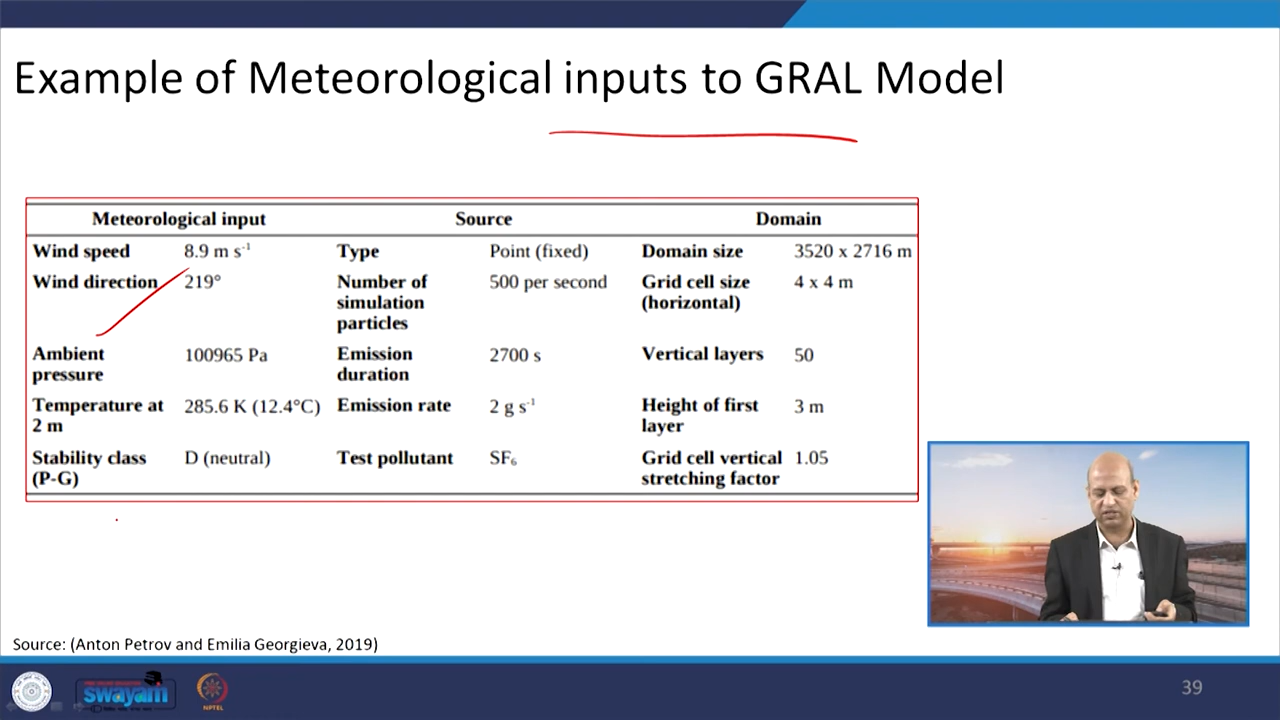 Example of Meteorological inputs to GRAL Model
Meteorological input Source Domain
Wind speed 8.9 m s⁻¹ Type Point (fixed) Domain size 3520 x 2716 m
Wind direction 219° Number of simulation particles 500 per second Grid cell size (horizontal) 4 x 4 m
Ambient pressure 100965 Pa Emission duration 2700 s Vertical layers 50
Temperature at 2 m 285.6 K (12.4°C) Emission rate 2 g s⁻¹ Height of first layer 3 m
Stability class (P-G) D (neutral) Test pollutant SF₆ Grid cell vertical stretching factor 1.05
Source: (Anton Petrov and Emilia Georgieva, 2019)
swayam
NPTEL
39